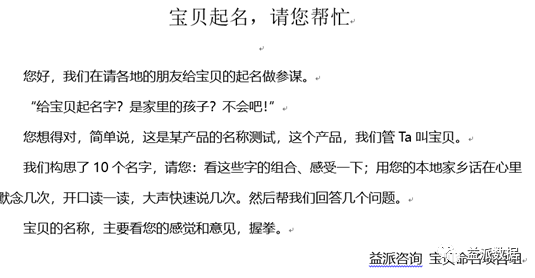 宝贝起名，请您帮忙
您好，我们在请各地的朋友给宝贝的起名做参谋。
“给宝贝起名字？是家里的孩子？不会吧！”
您想得对，简单说，这是某产品的名称测试，这个产品，我们管 Ta 叫宝贝。
我们构思了 10 个名字，请您：看这些字的组合、感受一下；用您的本地家乡话在心里
默念几次，开口读一读，大声快速说几次。然后帮我们回答几个问题。
宝贝的名称，主要看您的感觉和意见，握拳。
益派咨询 宝贝命名项目组
益派数据